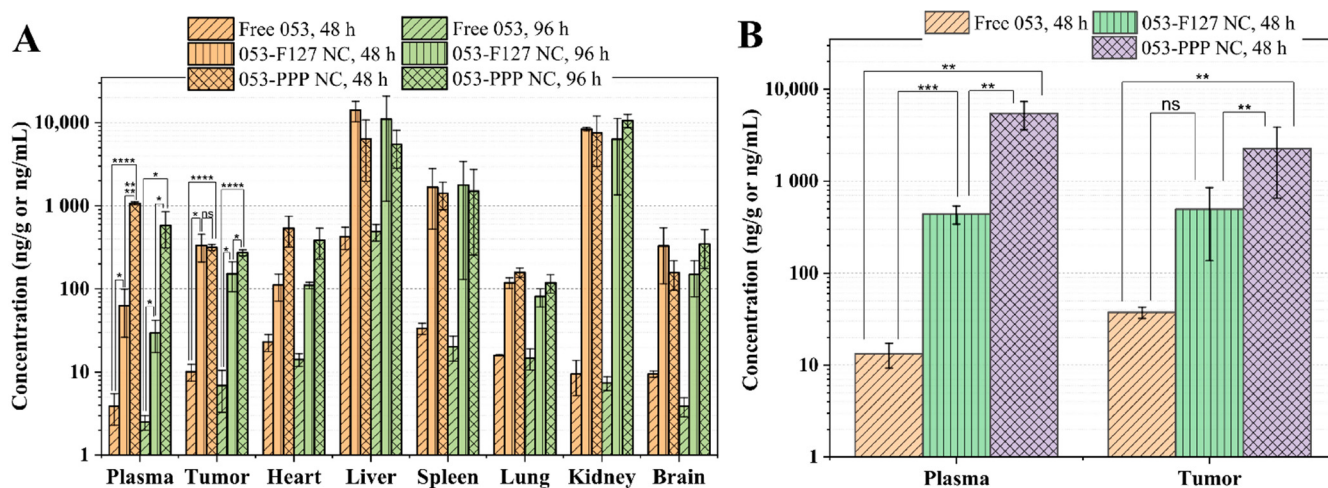 A
Free 053, 48 h
Free 053, 96 h
053-F127 NC, 48 h
053-F127 NC, 96 h
053-PPP NC, 48 h
053-PPP NC, 96 h
Concentration (ng/g or ng/mL)
10,000
1 000
100
10
1
****
*
**
**
*
*
*
*
****
*
ns
****
*
*
Plasma Tumor Heart Liver Spleen Lung Kidney Brain
B
Free 053, 48 h
053-F127 NC, 48 h
053-PPP NC, 48 h
Concentration (ng/g or ng/mL)
10,000
1 000
100
10
1
**
***
**
**
ns
**
Plasma Tumor